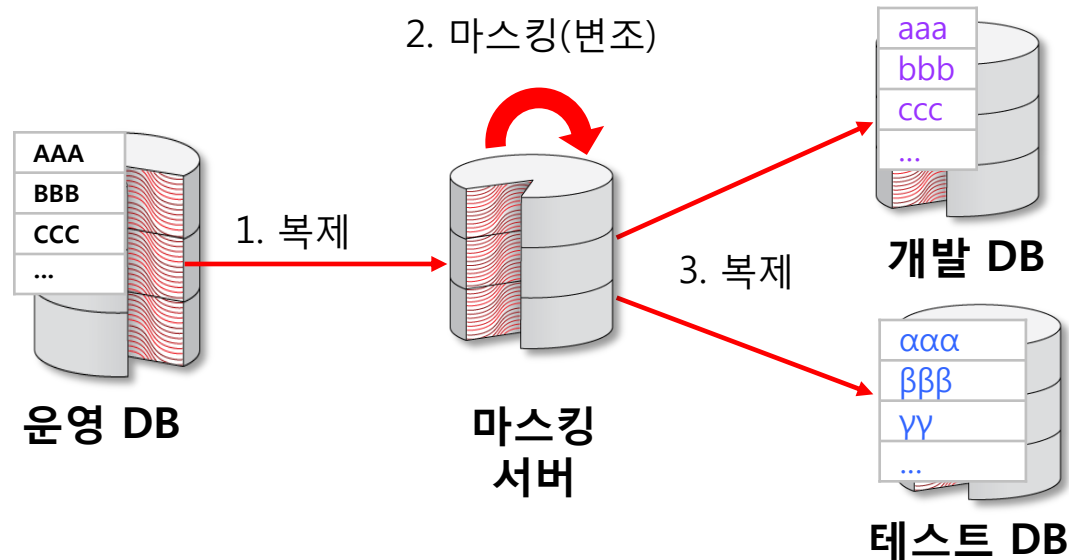 2. 마스킹(변조)
AAA
BBB
CCC
...
1. 복제
3. 복제
운영 DB
마스킹
서버
aaa
bbb
ccc
...
개발 DB
ααα
βββ
γγ
...
테스트 DB